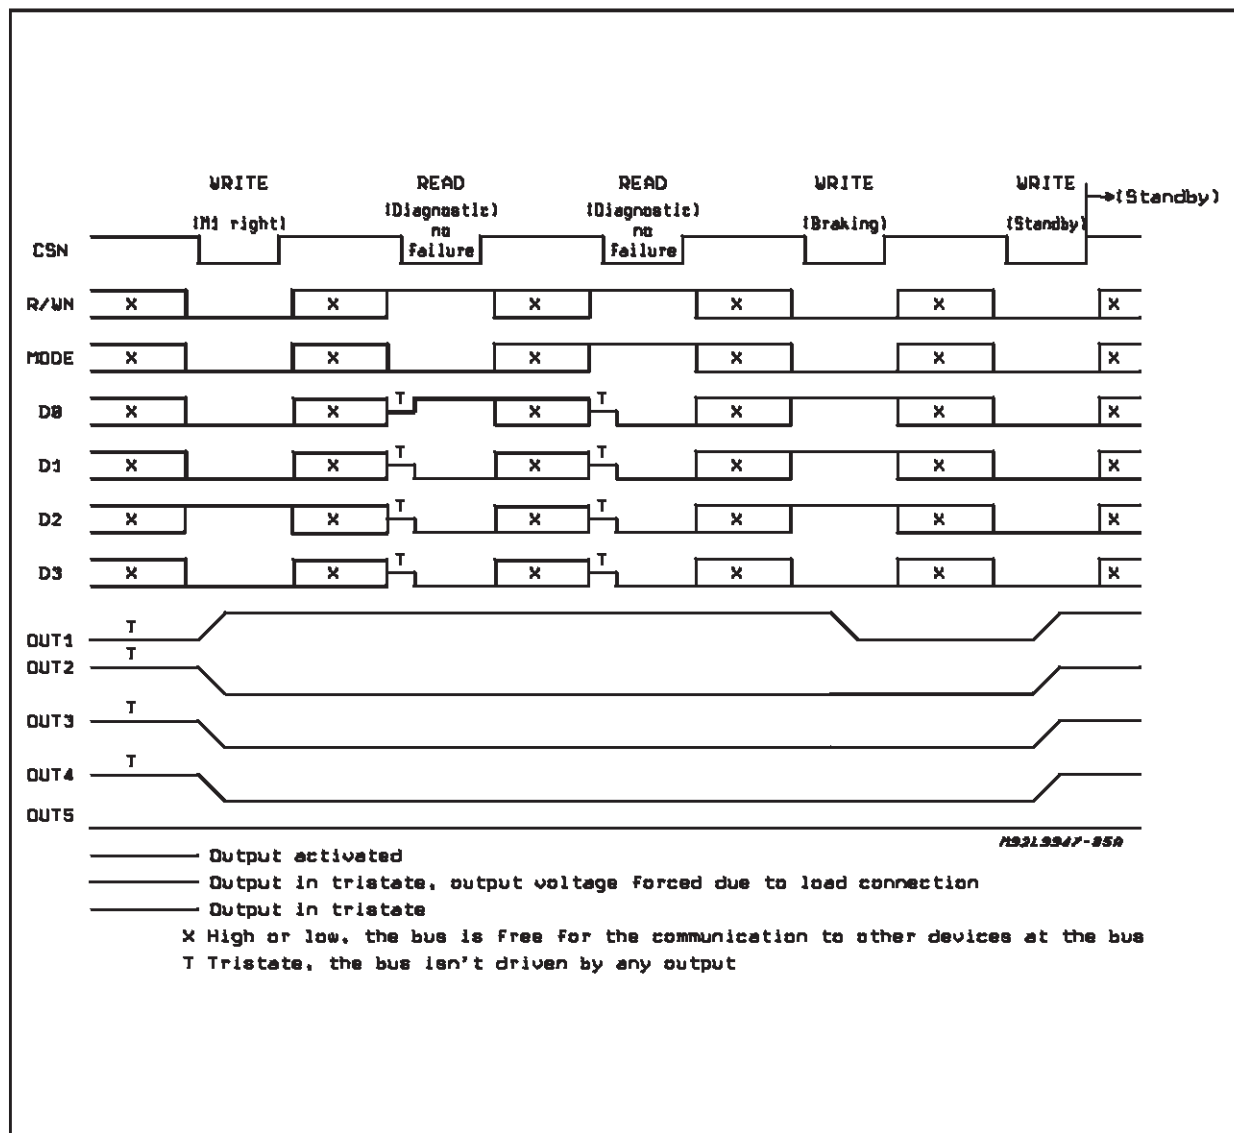 WRITE READ READ WRITE WRITE
(M1 right) (Diagnostic) no failure (Diagnostic) no failure (Braking) (Standby) (Standby)
CSN
R/WN X X X X X X
MODE X X X X X X
D0 X X T X T X X X
D1 X X T X T X X X
D2 X X T X T X X X
D3 X X T X T X X X
T
OUT1
T
OUT2
T
OUT3
T
OUT4
OUT5
M93L9947-05A
Output activated
Output in tristate, output voltage forced due to load connection
Output in tristate
X High or low, the bus is free for the communication to other devices at the bus
T Tristate, the bus isn't driven by any output